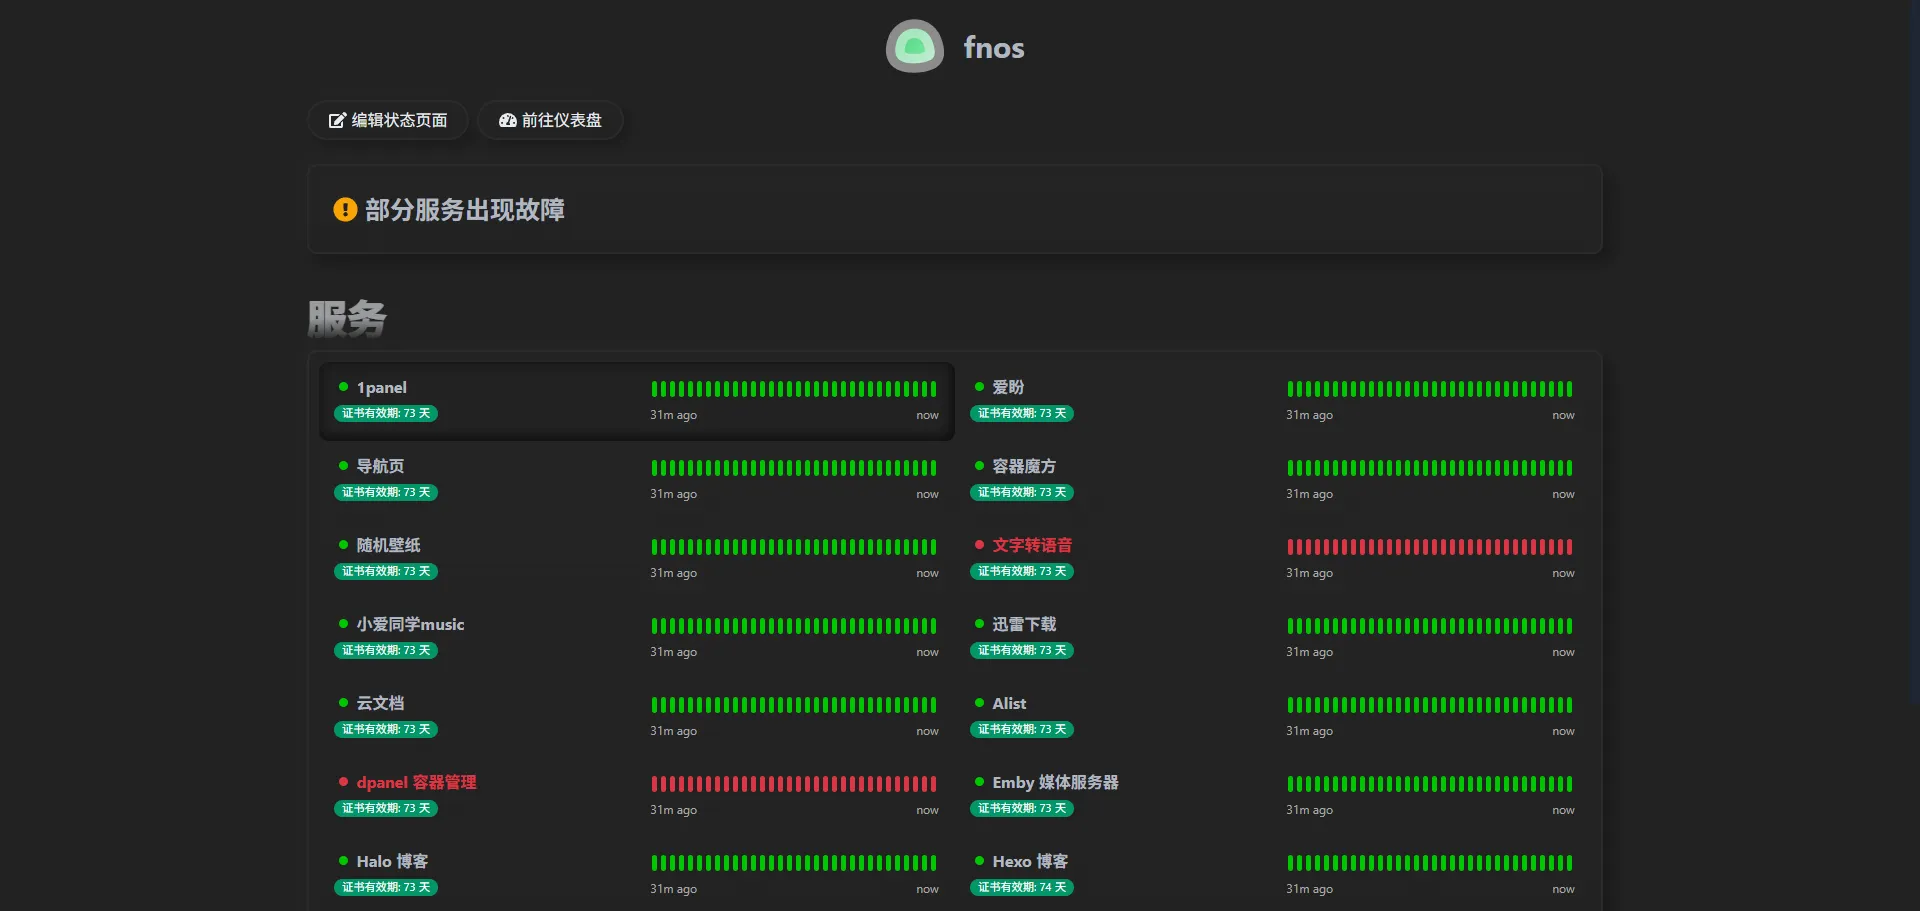 fnos
编辑状态页面 前往仪表盘
部分服务出现故障
服务
1panel
证书有效期: 73 天
31m ago now
爱盼
证书有效期: 73 天
31m ago now
导航页
证书有效期: 73 天
31m ago now
容器魔方
证书有效期: 73 天
31m ago now
随机壁纸
证书有效期: 73 天
31m ago now
文字转语音
证书有效期: 73 天
31m ago now
小爱同学music
证书有效期: 73 天
31m ago now
迅雷下载
证书有效期: 73 天
31m ago now
云文档
证书有效期: 73 天
31m ago now
Alist
证书有效期: 73 天
31m ago now
dpanel 容器管理
证书有效期: 73 天
31m ago now
Emby 媒体服务器
证书有效期: 73 天
31m ago now
Halo 博客
证书有效期: 73 天
31m ago now
Hexo 博客
证书有效期: 74 天
31m ago now